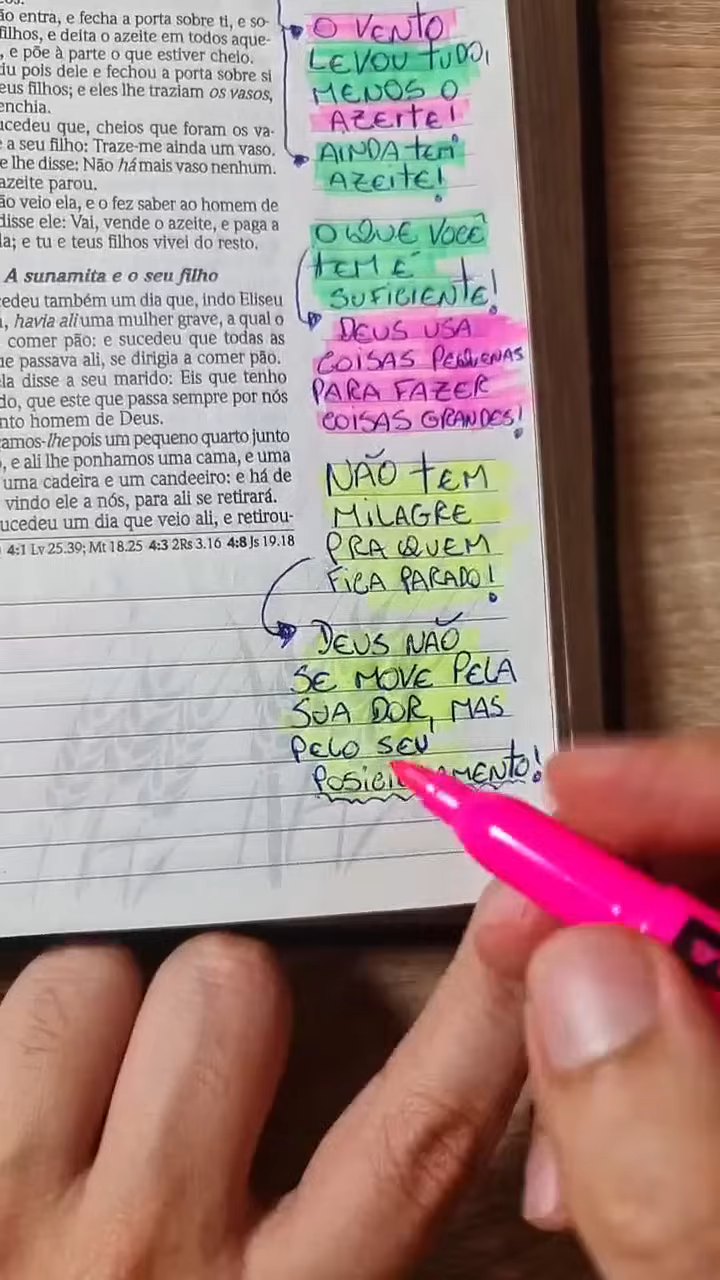 ão entra, e fecha a porta sobre ti, e so-
filhos, e deita o azeite em todos aque-
, e põe à parte o que estiver cheio.
iu pois dele e fechou a porta sobre si
eus filhos; e eles lhe traziam os vasos,
enchia.
ucedeu que, cheios que foram os va-
e a seu filho: Traze-me ainda um vaso.
e lhe disse: Não há mais vaso nenhum.
azeite parou.
ão veio ela, e o fez saber ao homem de
disse ele: Vai, vende o azeite, e paga a
la; e tu e teus filhos vivei do resto.
A sunamita e o seu filho
cedeu também um dia que, indo Eliseu
, havia ali uma mulher grave, a qual o
comer pão: e sucedeu que todas as
ue passava ali, se dirigia a comer pão.
la disse a seu marido: Eis que tenho
do, que este que passa sempre por nós
nto homem de Deus.
amos-lhe pois um pequeno quarto junto
, e ali lhe ponhamos uma cama, e uma
uma cadeira e um candeeiro: e há de
vindo ele a nós, para ali se retirará.
ucedeu um dia que veio ali, e retirou-
4:1 Lv 25.39; Mt 18.25 4:3 2Rs 3.16 4:8 Js 19.18
O VENTO
LEVOU TUDO,
MENOS O
AZEITE!
AINDA TEM
AZEITE!
O QUE VOCÊ
TEM É
SUFICIENTE!
DEUS USA
COISAS PEQUENAS
PARA FAZER
COISAS GRANDES!
NÃO TEM
MILAGRE
PRA QUEM
FICA PARADO!
DEUS NÃO
SE MOVE PELA
SUA DOR, MAS
PELO SEU